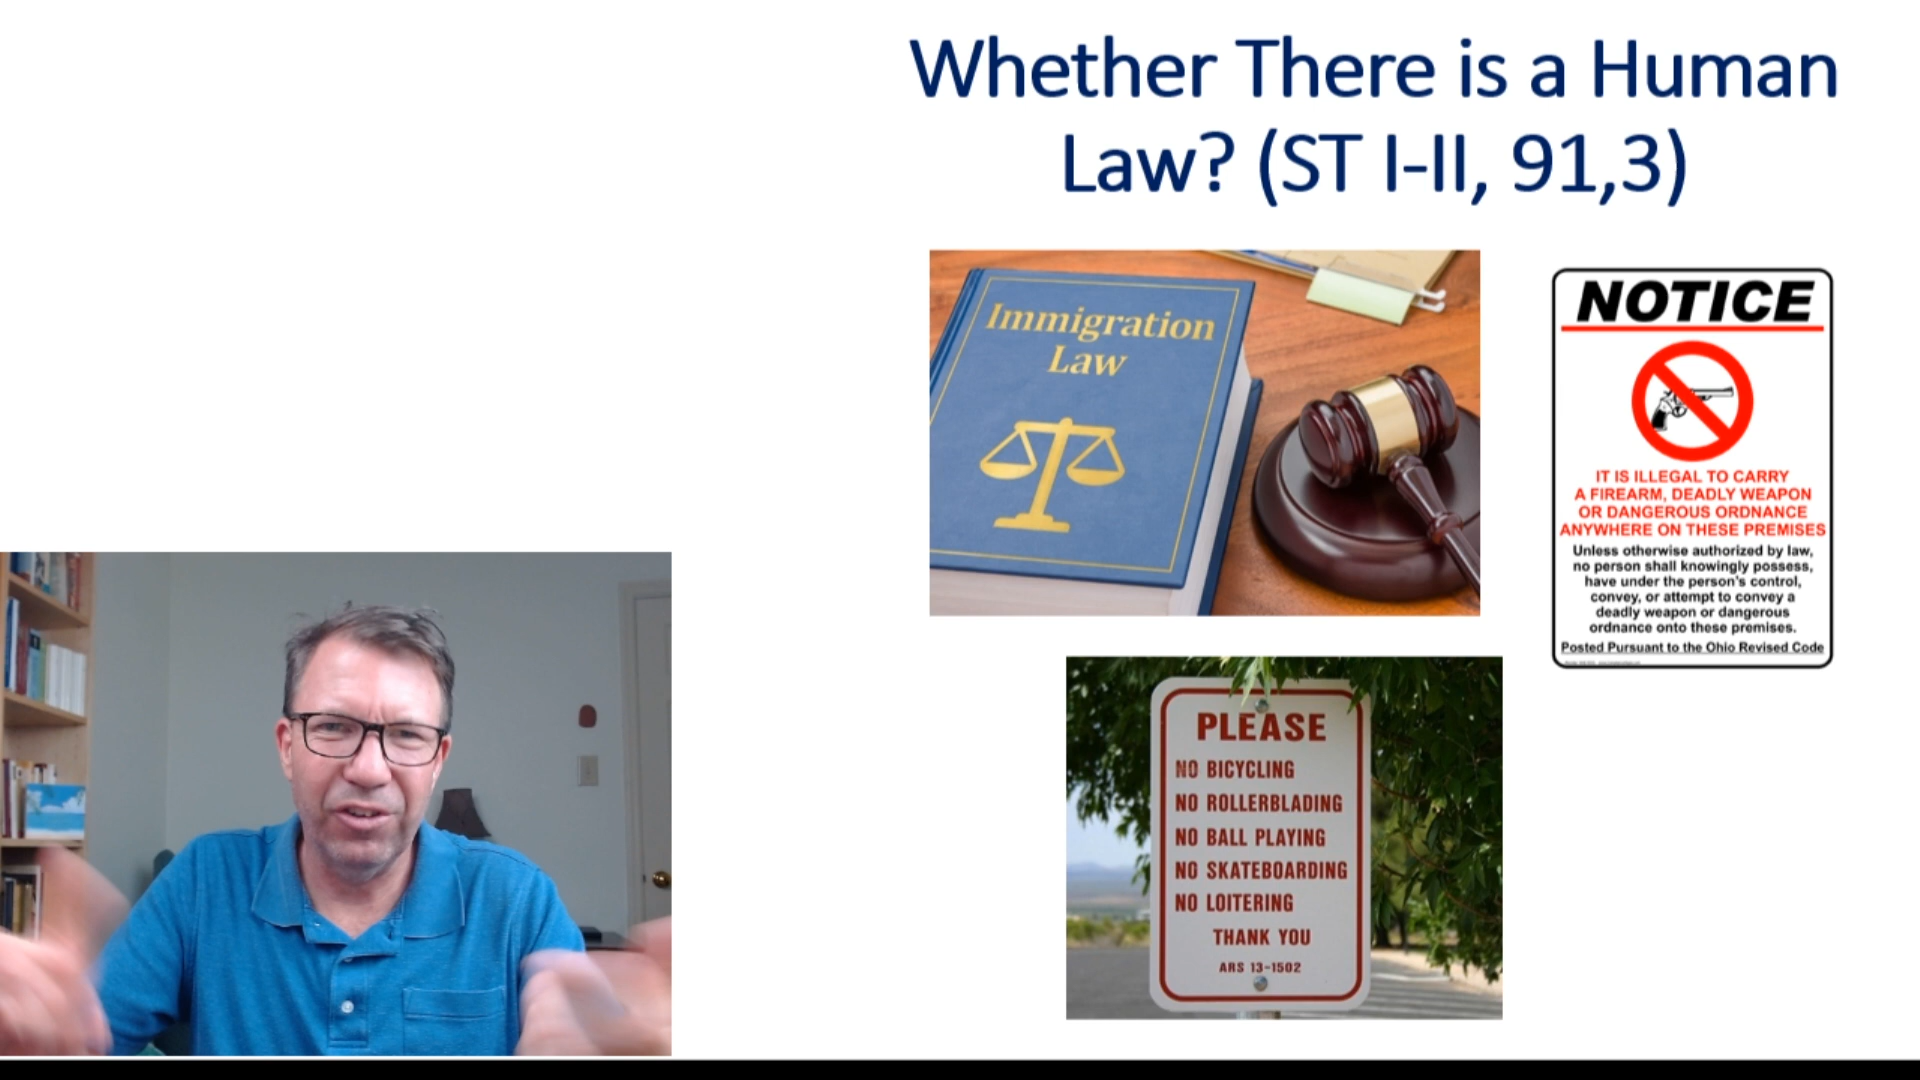 Whether There is a Human
Law? (ST I-II, 91,3)
Immigration
Law
NOTICE
IT IS ILLEGAL TO CARRY
A FIREARM, DEADLY WEAPON
OR DANGEROUS ORDNANCE
ANYWHERE ON THESE PREMISES
Unless otherwise authorized by law,
no person shall knowingly possess,
have under the person's control,
convey, or attempt to convey a
deadly weapon or dangerous
ordnance onto these premises.
Posted Pursuant to the Ohio Revised Code
PLEASE
NO BICYCLING
NO ROLLERBLADING
NO BALL PLAYING
NO SKATEBOARDING
NO LOITERING
THANK YOU
ARS 13-1502